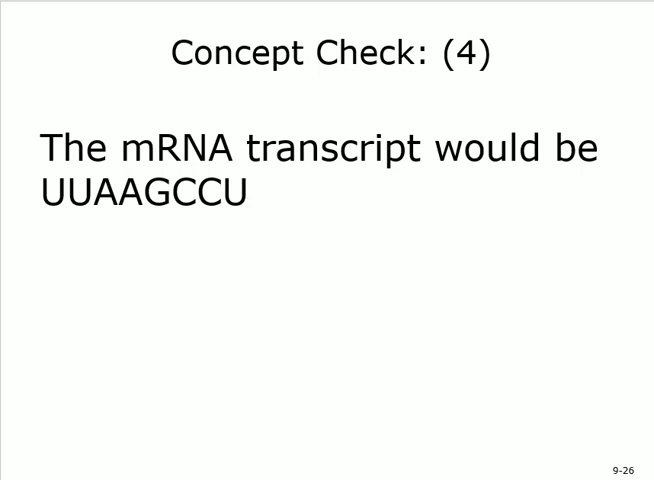 Concept Check: (4)
The mRNA transcript would be
UUAAGCCU
9-26